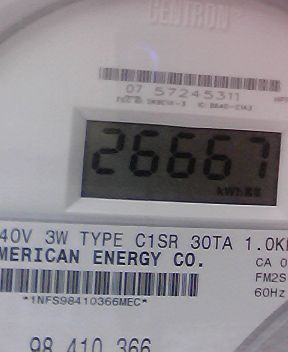 CENTRON
07 57245311
26667
40V 3W TYPE C1SR 30TA 1.0K
MERICAN ENERGY CO.
CA 0
FM2S
60Hz
*1NFS98410366MEC*
98 410 366